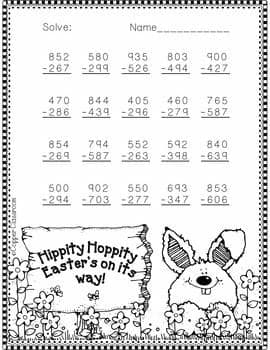 Solve: Name___________
852 580 935 803 900
-267 -299 -526 -494 -427
470 844 405 460 765
-286 -439 -296 -279 -587
854 794 552 592 840
-269 -587 -263 -398 -639
500 902 550 693 853
-294 -703 -277 -347 -606
Hippity Hoppity
Easter's on its
way!